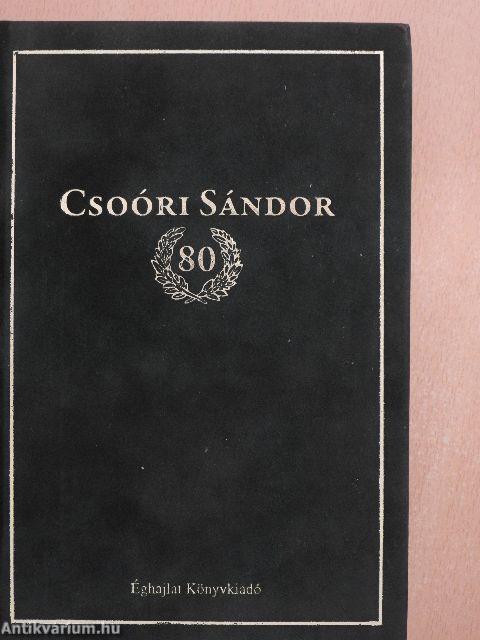 CSOÓRI SÁNDOR
80
Éghajlat Könyvkiadó
Antikvarium.hu